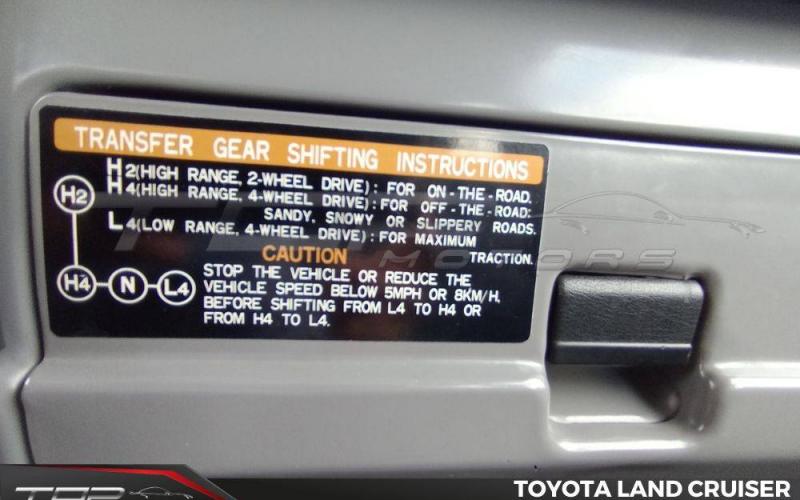 TRANSFER GEAR SHIFTING INSTRUCTIONS
H2(HIGH RANGE, 2-WHEEL DRIVE): FOR ON-THE-ROAD.
H4(HIGH RANGE, 4-WHEEL DRIVE): FOR OFF-THE-ROAD:
SANDY, SNOWY OR SLIPPERY ROADS.
L4(LOW RANGE, 4-WHEEL DRIVE): FOR MAXIMUM
TRACTION.
H2
H4 N L4
CAUTION
STOP THE VEHICLE OR REDUCE THE
VEHICLE SPEED BELOW 5MPH OR 8KM/H,
BEFORE SHIFTING FROM L4 TO H4 OR
FROM H4 TO L4.
TOP
MOTORS
TOP
TOYOTA LAND CRUISER